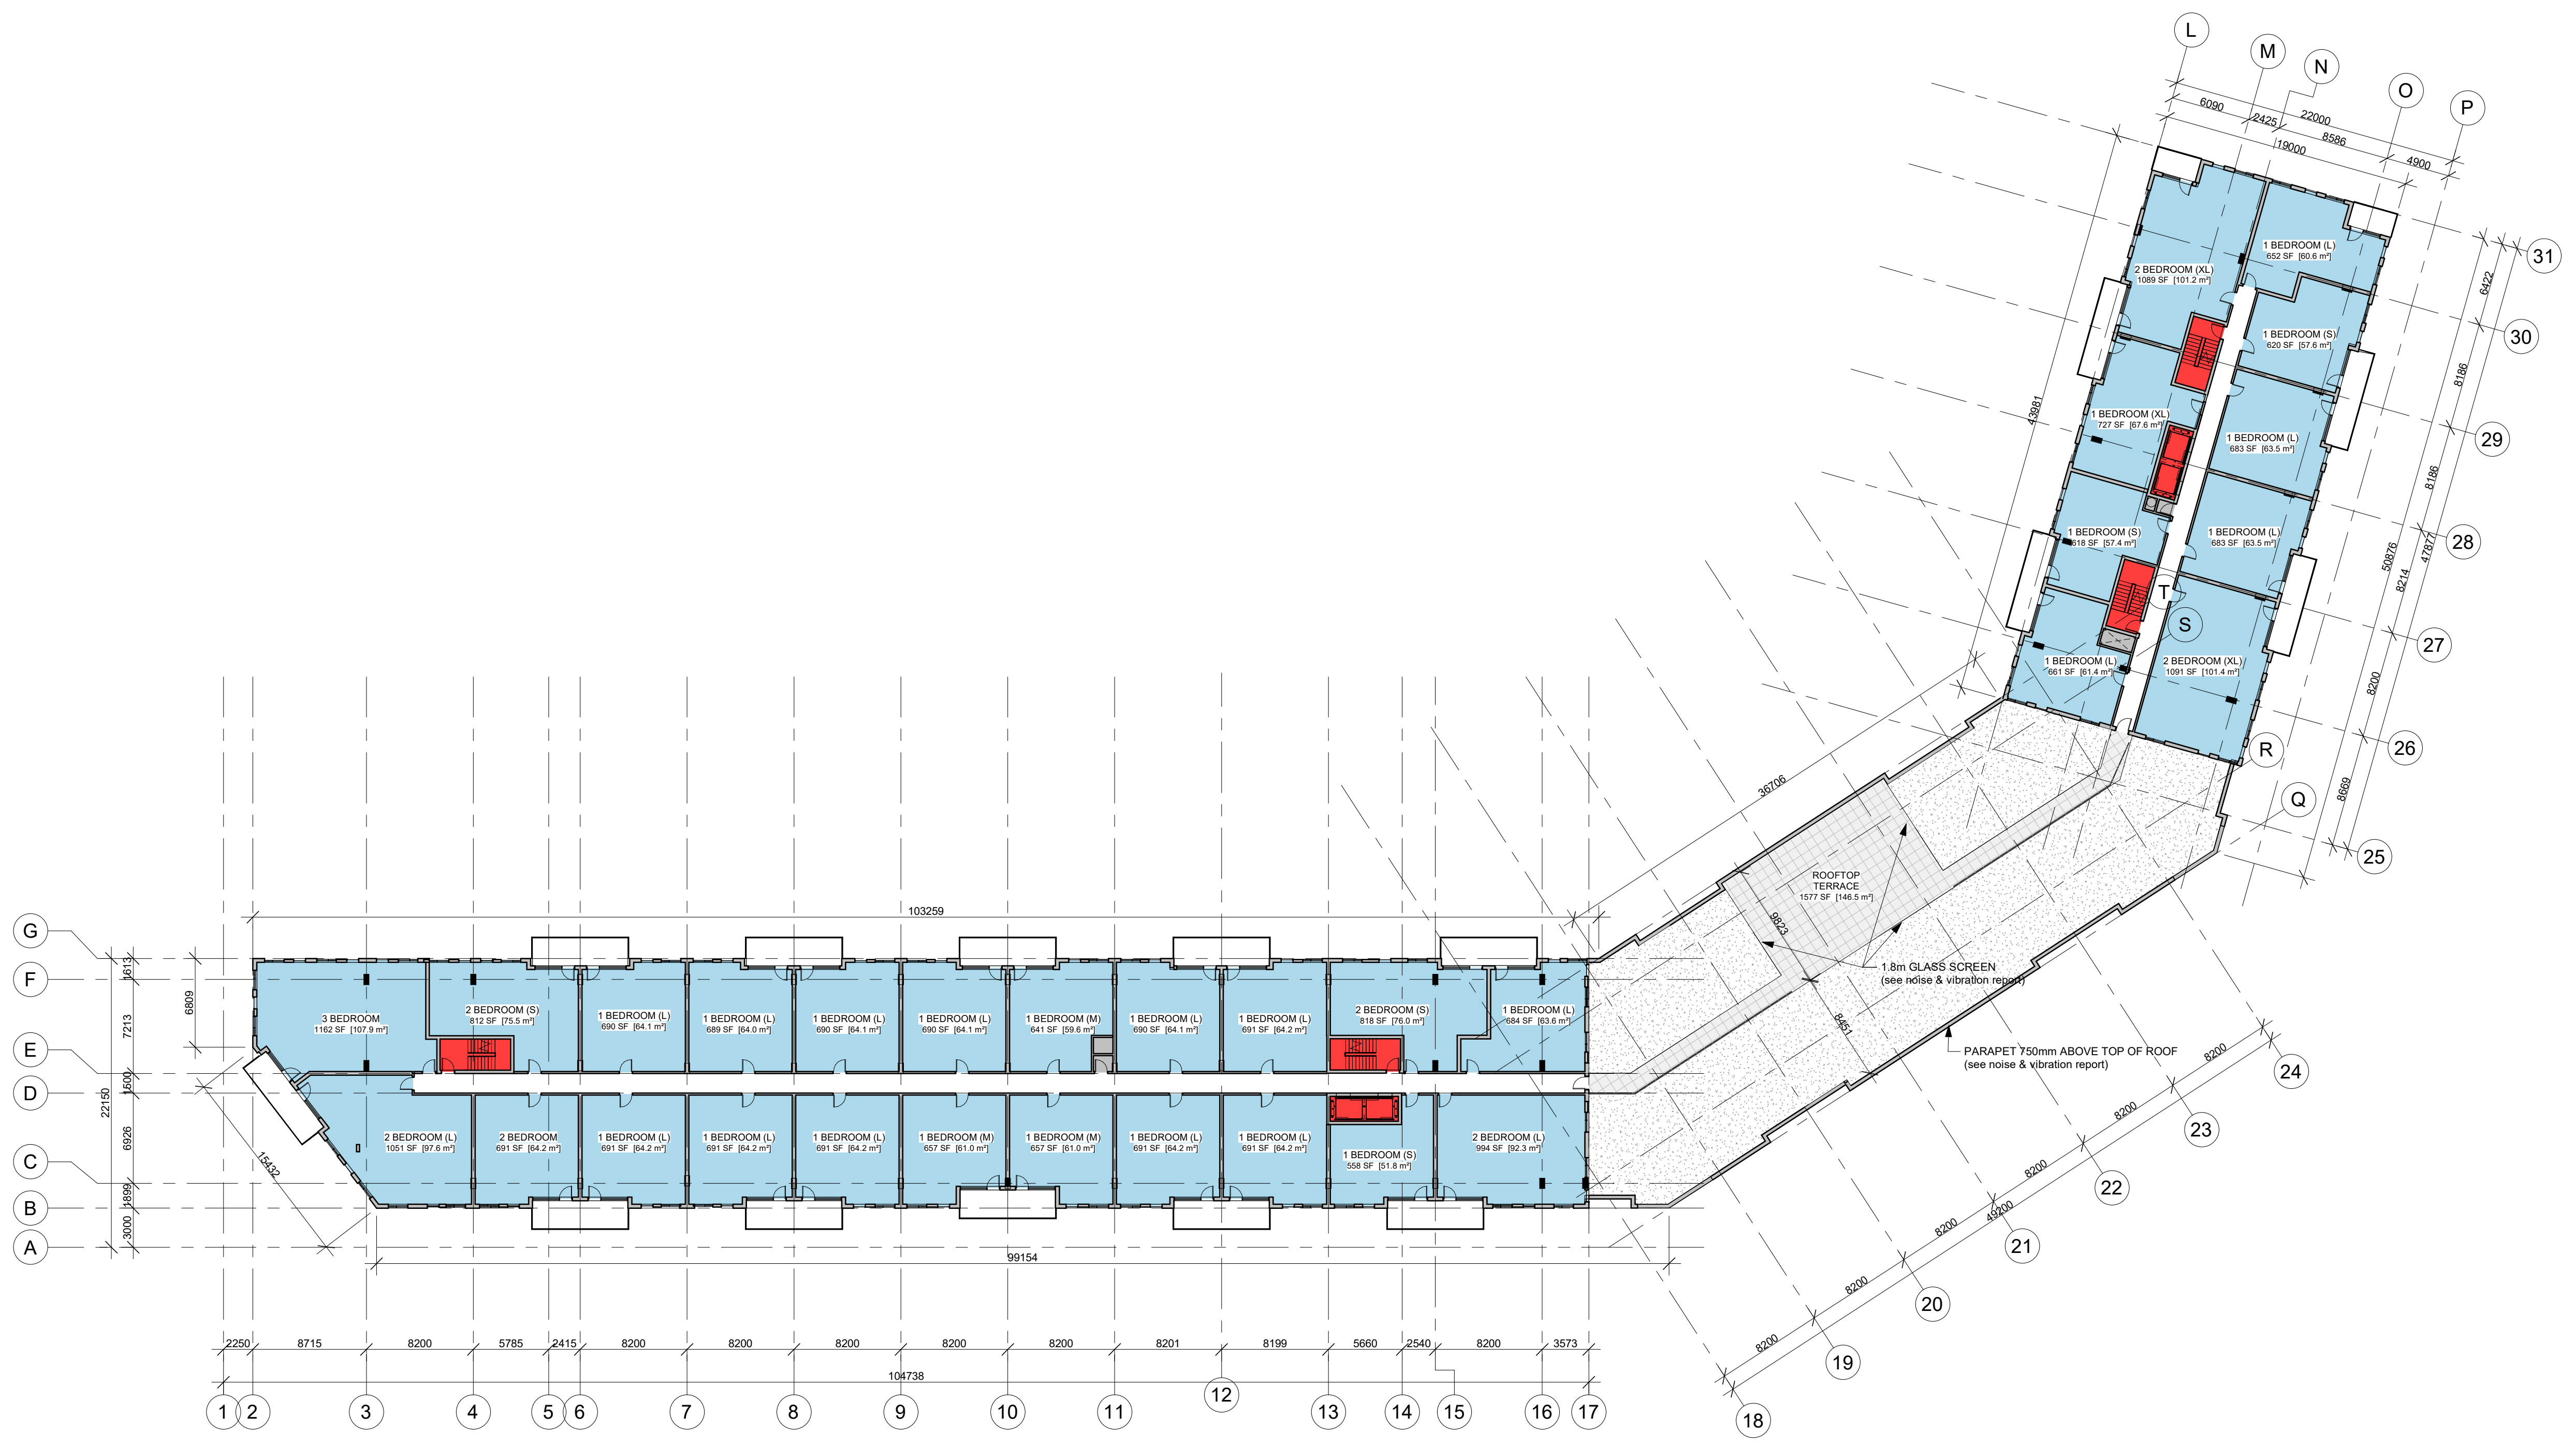 L
M
N
O
P
6090
2425
22000
8586
19000
4900
31
30
29
28
27
26
25
6422
8186
8186
8214
8200
8669
50876
47877
43981
2 BEDROOM (XL)
1089 SF [101.2 m²]
1 BEDROOM (L)
652 SF [60.6 m²]
1 BEDROOM (S)
620 SF [57.6 m²]
1 BEDROOM (XL)
727 SF [67.6 m²]
1 BEDROOM (L)
683 SF [63.5 m²]
1 BEDROOM (S)
618 SF [57.4 m²]
1 BEDROOM (L)
683 SF [63.5 m²]
T
S
1 BEDROOM (L)
661 SF [61.4 m²]
2 BEDROOM (XL)
1091 SF [101.4 m²]
R
Q
36706
ROOFTOP
TERRACE
1577 SF [146.5 m²]
9823
8451
1.8m GLASS SCREEN
(see noise & vibration report)
PARAPET 750mm ABOVE TOP OF ROOF
(see noise & vibration report)
24
23
22
21
20
19
18
8200
8200
8200
8200
8200
8200
49200
G
F
E
D
C
B
A
1613
7213
1500
6926
1899
3000
22150
6809
15432
103259
3 BEDROOM
1162 SF [107.9 m²]
2 BEDROOM (S)
812 SF [75.5 m²]
1 BEDROOM (L)
690 SF [64.1 m²]
1 BEDROOM (L)
689 SF [64.0 m²]
1 BEDROOM (L)
690 SF [64.1 m²]
1 BEDROOM (L)
690 SF [64.1 m²]
1 BEDROOM (M)
641 SF [59.6 m²]
1 BEDROOM (L)
690 SF [64.1 m²]
1 BEDROOM (L)
691 SF [64.2 m²]
2 BEDROOM (S)
818 SF [76.0 m²]
1 BEDROOM (L)
684 SF [63.6 m²]
2 BEDROOM (L)
1051 SF [97.6 m²]
2 BEDROOM
691 SF [64.2 m²]
1 BEDROOM (L)
691 SF [64.2 m²]
1 BEDROOM (L)
691 SF [64.2 m²]
1 BEDROOM (L)
691 SF [64.2 m²]
1 BEDROOM (M)
657 SF [61.0 m²]
1 BEDROOM (M)
657 SF [61.0 m²]
1 BEDROOM (L)
691 SF [64.2 m²]
1 BEDROOM (L)
691 SF [64.2 m²]
1 BEDROOM (S)
558 SF [51.8 m²]
2 BEDROOM (L)
994 SF [92.3 m²]
99154
2250
8715
8200
5785
2415
8200
8200
8200
8200
8200
8201
8199
5660
2540
8200
3573
104738
1
2
3
4
5
6
7
8
9
10
11
12
13
14
15
16
17